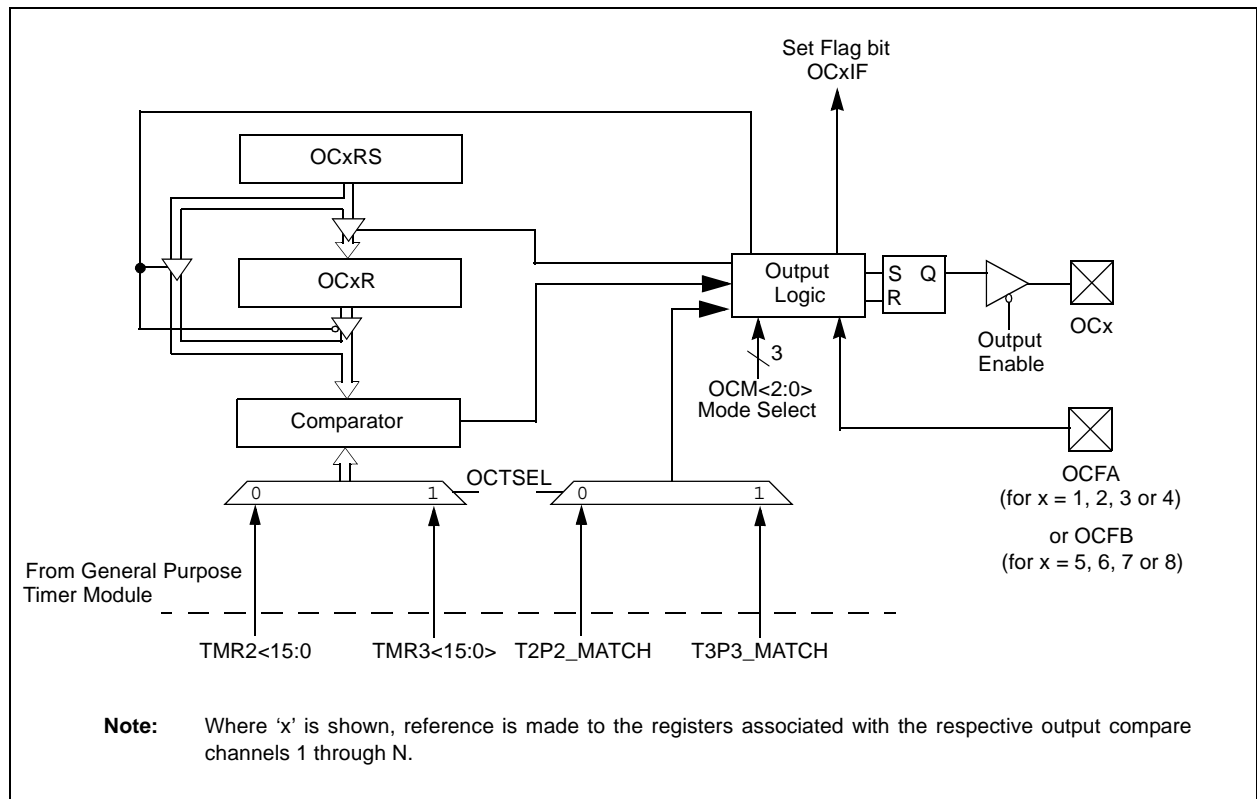 Set Flag bit
OCxIF
OCxRS
OCxR
Output
Logic
S Q
R
OCx
Output
Enable
3
OCM<2:0>
Mode Select
Comparator
OCTSEL
0 1
0 1
OCFA
(for x = 1, 2, 3 or 4)
or OCFB
(for x = 5, 6, 7 or 8)
From General Purpose
Timer Module
TMR2<15:0 TMR3<15:0> T2P2_MATCH T3P3_MATCH
Note: Where ‘x’ is shown, reference is made to the registers associated with the respective output compare
channels 1 through N.